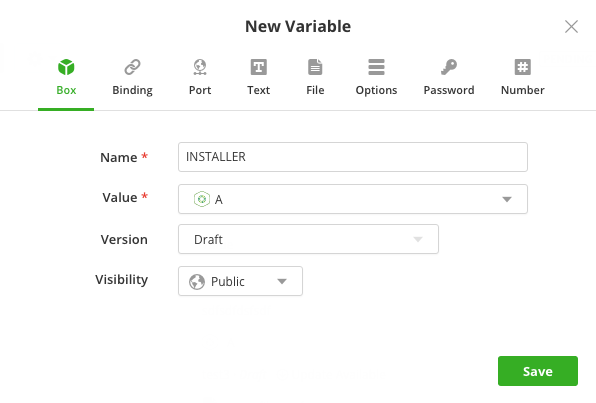 New Variable
Box Binding Port Text File Options Password Number
Name * INSTALLER
Value * A
Version Draft
Visibility Public
Save